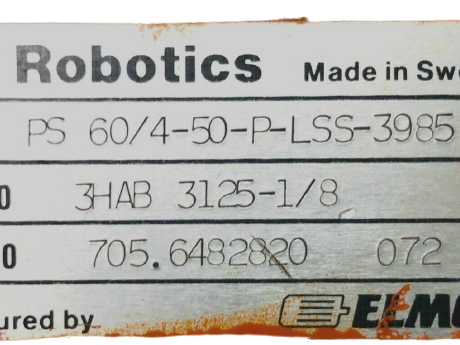 Robotics Made in Swe
PS 60/4-50-P-LSS-3985
0 3HAB 3125-1/8
0 705.6482820 072
ured by ELMO